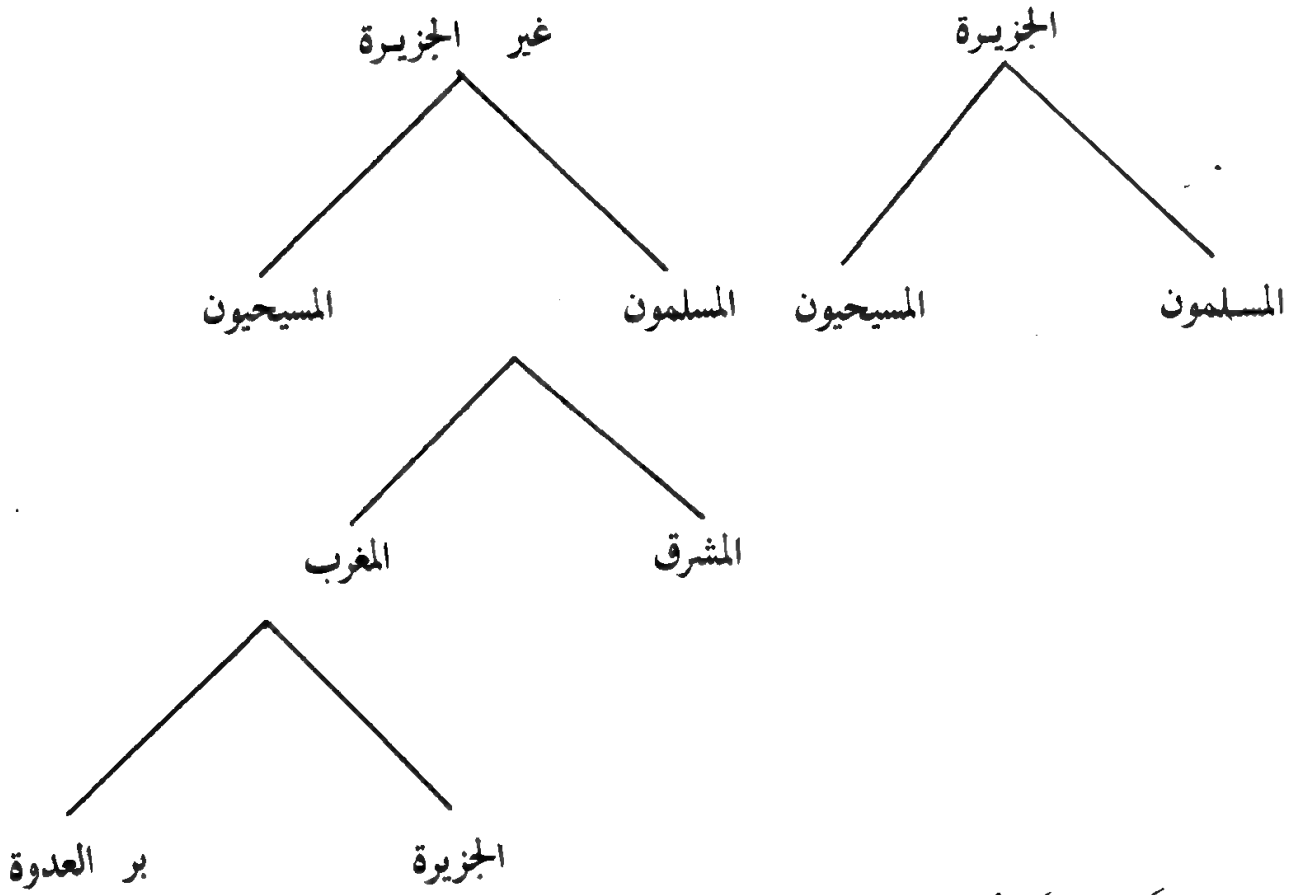 الجزيرة
غير الجزيرة
المسلمون
المسيحيون
المسلمون
المسيحيون
المشرق
المغرب
الجزيرة
بر العدوة